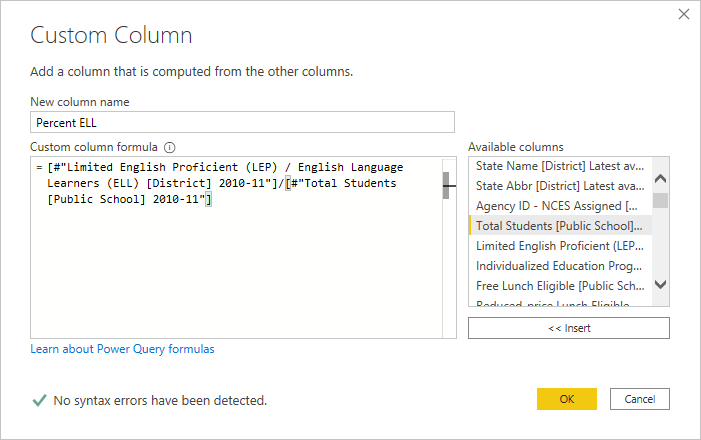 Custom Column
Add a column that is computed from the other columns.
New column name
Percent ELL
Custom column formula
Available columns
= [#"Limited English Proficient (LEP) / English Language
Learners (ELL) [District] 2010-11"]/[#"Total Students
[Public School] 2010-11"]
State Name [District] Latest av...
State Abbr [District] Latest ava...
Agency ID - NCES Assigned [...
Total Students [Public School]...
Limited English Proficient (LEP...
Individualized Education Prog...
Free Lunch Eligible [Public Sch...
Reduced-price Lunch Eligible
<< Insert
Learn about Power Query formulas
No syntax errors have been detected.
OK
Cancel